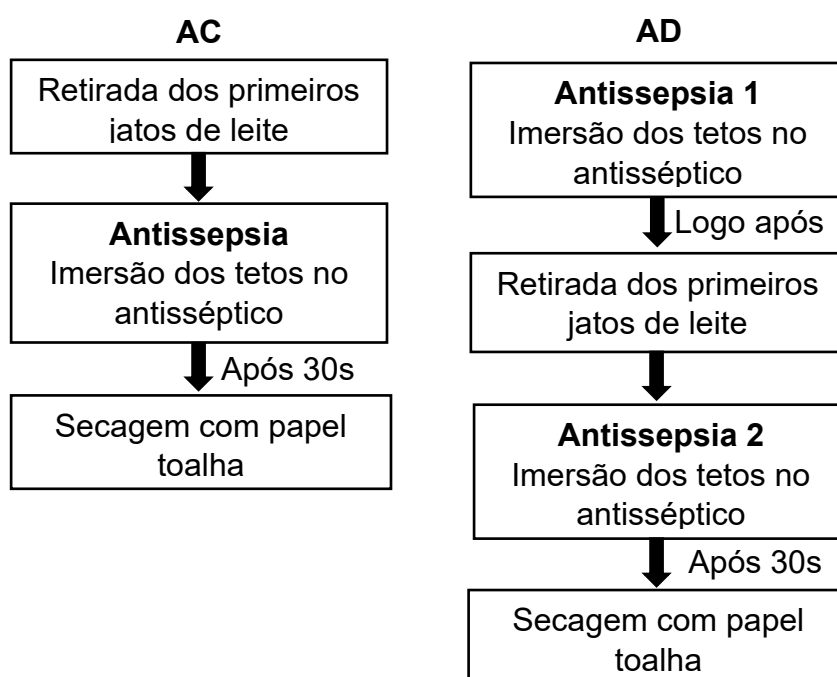 AC
Retirada dos primeiros
jatos de leite
Antissepsia
Imersão dos tetos no
antisséptico
Após 30s
Secagem com papel
toalha
AD
Antissepsia 1
Imersão dos tetos no
antisséptico
Logo após
Retirada dos primeiros
jatos de leite
Antissepsia 2
Imersão dos tetos no
antisséptico
Após 30s
Secagem com papel
toalha